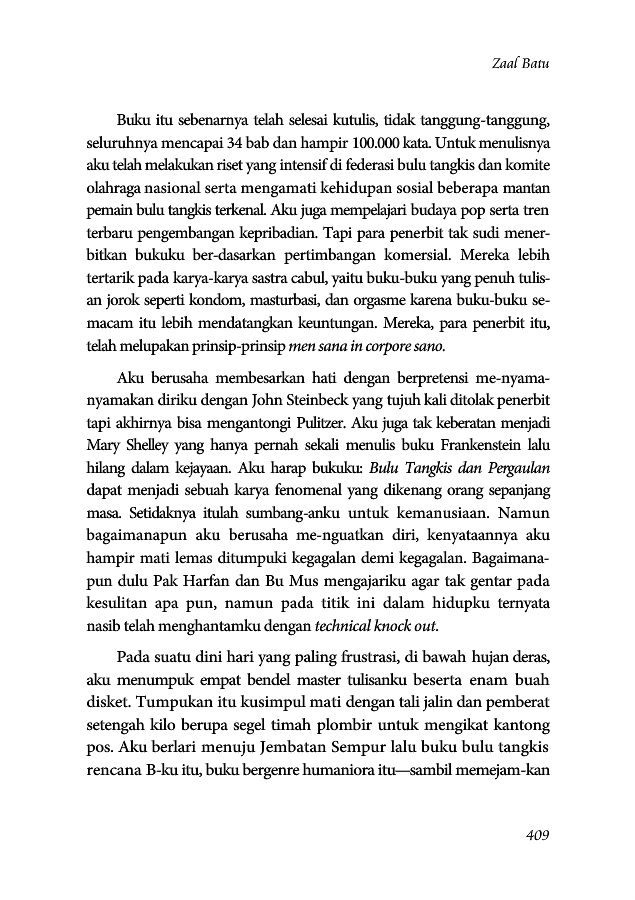 Zaal Batu
Buku itu sebenarnya telah selesai kutulis, tidak tanggung-tanggung,
seluruhnya mencapai 34 bab dan hampir 100.000 kata. Untuk menulisnya
aku telah melakukan riset yang intensif di federasi bulu tangkis dan komite
olahraga nasional serta mengamati kehidupan sosial beberapa mantan
pemain bulu tangkis terkenal. Aku juga mempelajari budaya pop serta tren
terbaru pengembangan kepribadian. Tapi para penerbit tak sudi mener-
bitkan bukuku ber-dasarkan pertimbangan komersial. Mereka lebih
tertarik pada karya-karya sastra cabul, yaitu buku-buku yang penuh tulis-
an jorok seperti kondom, masturbasi, dan orgasme karena buku-buku se-
macam itu lebih mendatangkan keuntungan. Mereka, para penerbit itu,
telah melupakan prinsip-prinsip men sana in corpore sano.
Aku berusaha membesarkan hati dengan berpretensi me-nyama-
nyamakan diriku dengan John Steinbeck yang tujuh kali ditolak penerbit
tapi akhirnya bisa mengantongi Pulitzer. Aku juga tak keberatan menjadi
Mary Shelley yang hanya pernah sekali menulis buku Frankenstein lalu
hilang dalam kejayaan. Aku harap bukuku: Bulu Tangkis dan Pergaulan
dapat menjadi sebuah karya fenomenal yang dikenang orang sepanjang
masa. Setidaknya itulah sumbang-anku untuk kemanusiaan. Namun
bagaimanapun aku berusaha me-nguatkan diri, kenyataannya aku
hampir mati lemas ditumpuki kegagalan demi kegagalan. Bagaimana-
pun dulu Pak Harfan dan Bu Mus mengajariku agar tak gentar pada
kesulitan apa pun, namun pada titik ini dalam hidupku ternyata
nasib telah menghantamku dengan technical knock out.
Pada suatu dini hari yang paling frustrasi, di bawah hujan deras,
aku menumpuk empat bendel master tulisanku beserta enam buah
disket. Tumpukan itu kusimpul mati dengan tali jalin dan pemberat
setengah kilo berupa segel timah plombir untuk mengikat kantong
pos. Aku berlari menuju Jembatan Sempur lalu buku bulu tangkis
rencana B-ku itu, buku bergenre humaniora itu—sambil memejam-kan
409